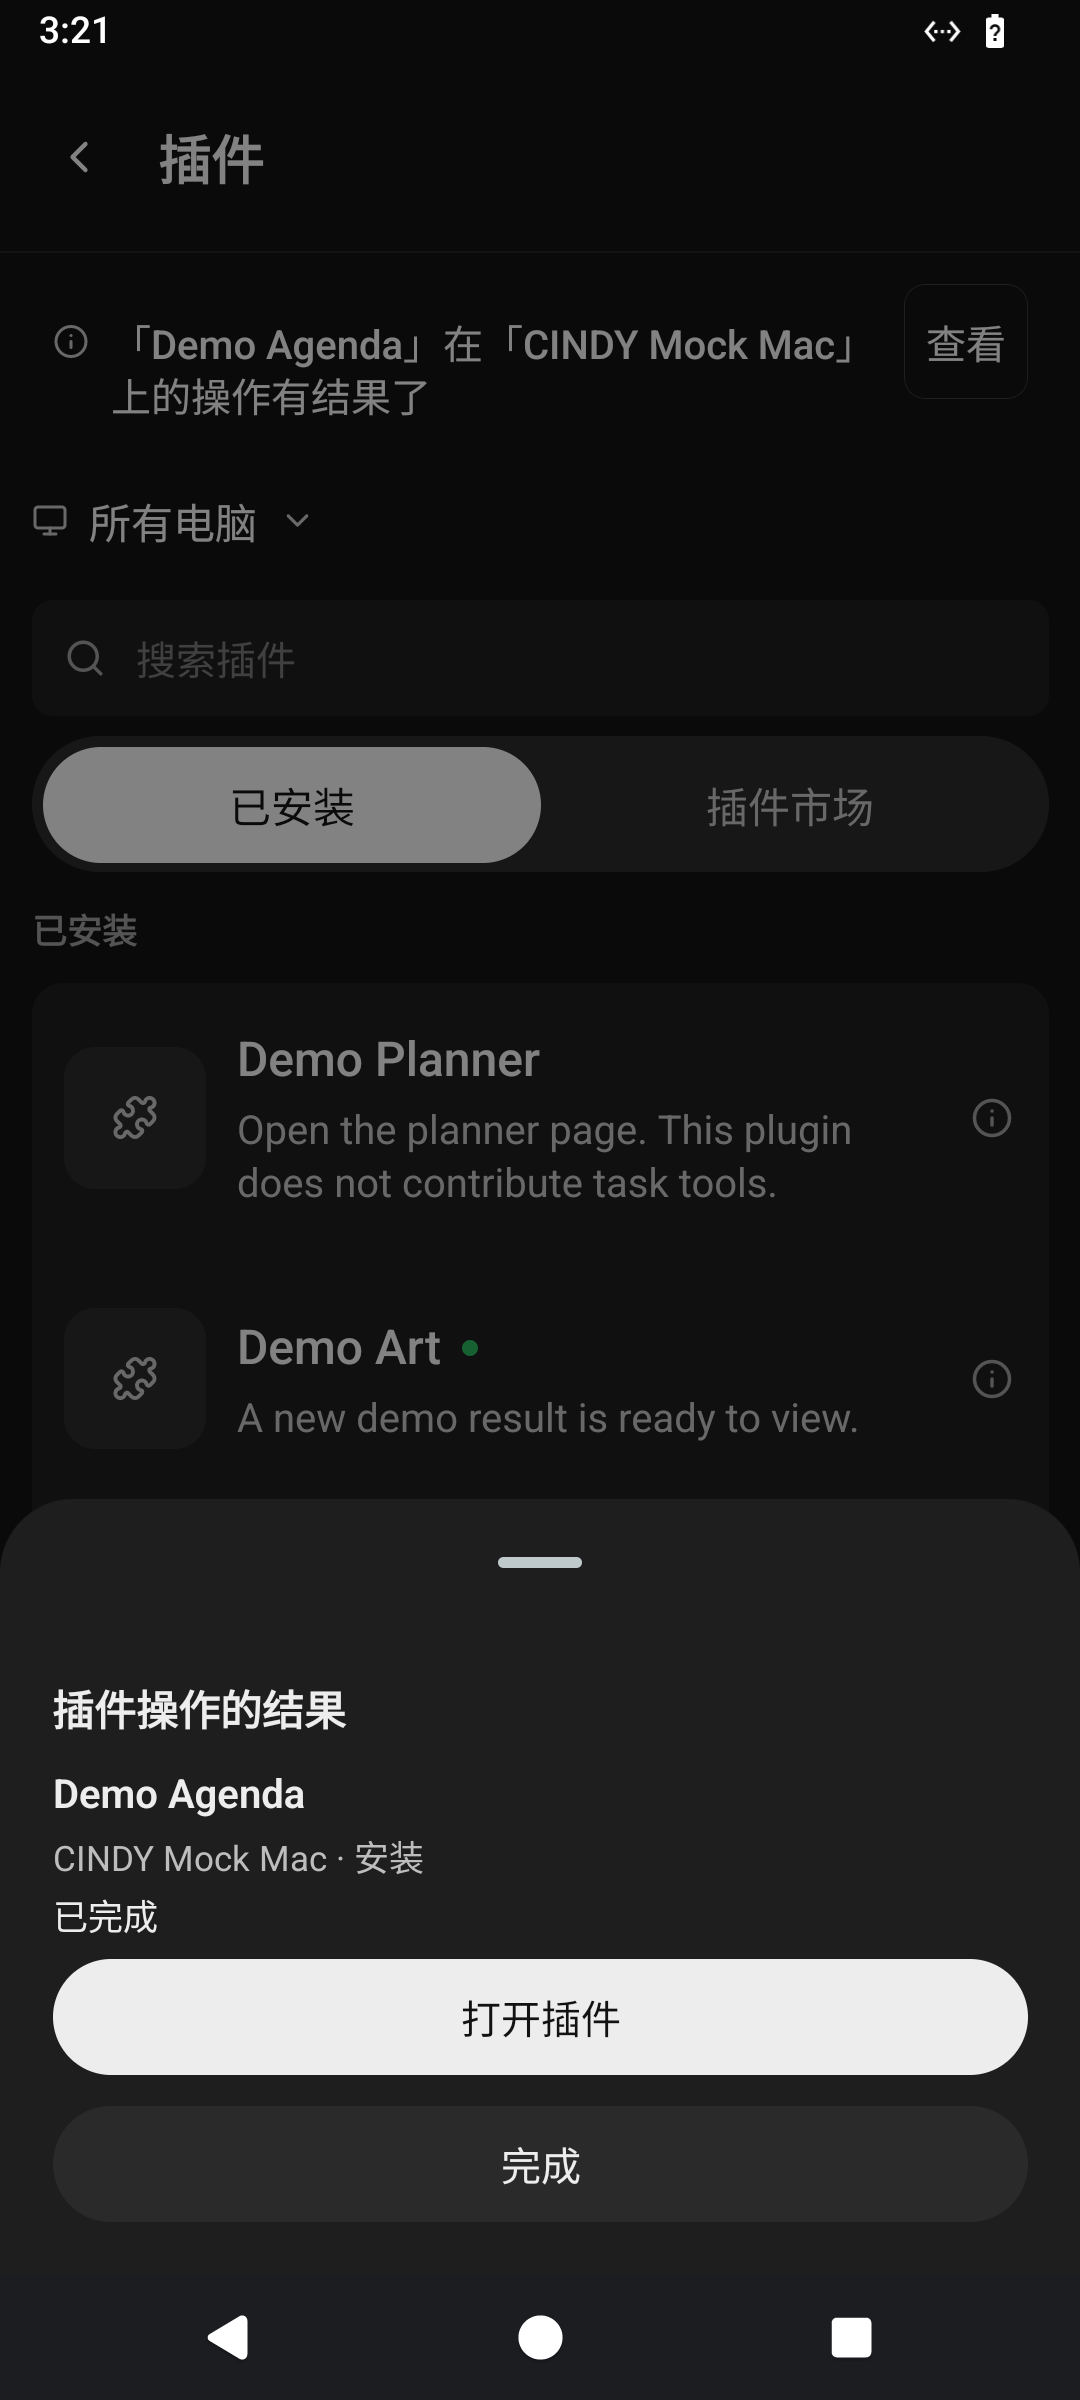 3:21
插件
「Demo Agenda」在「CINDY Mock Mac」
上的操作有结果了
查看
所有电脑
搜索插件
已安装
插件市场
已安装
Demo Planner
Open the planner page. This plugin
does not contribute task tools.
Demo Art
A new demo result is ready to view.
插件操作的结果
Demo Agenda
CINDY Mock Mac · 安装
已完成
打开插件
完成